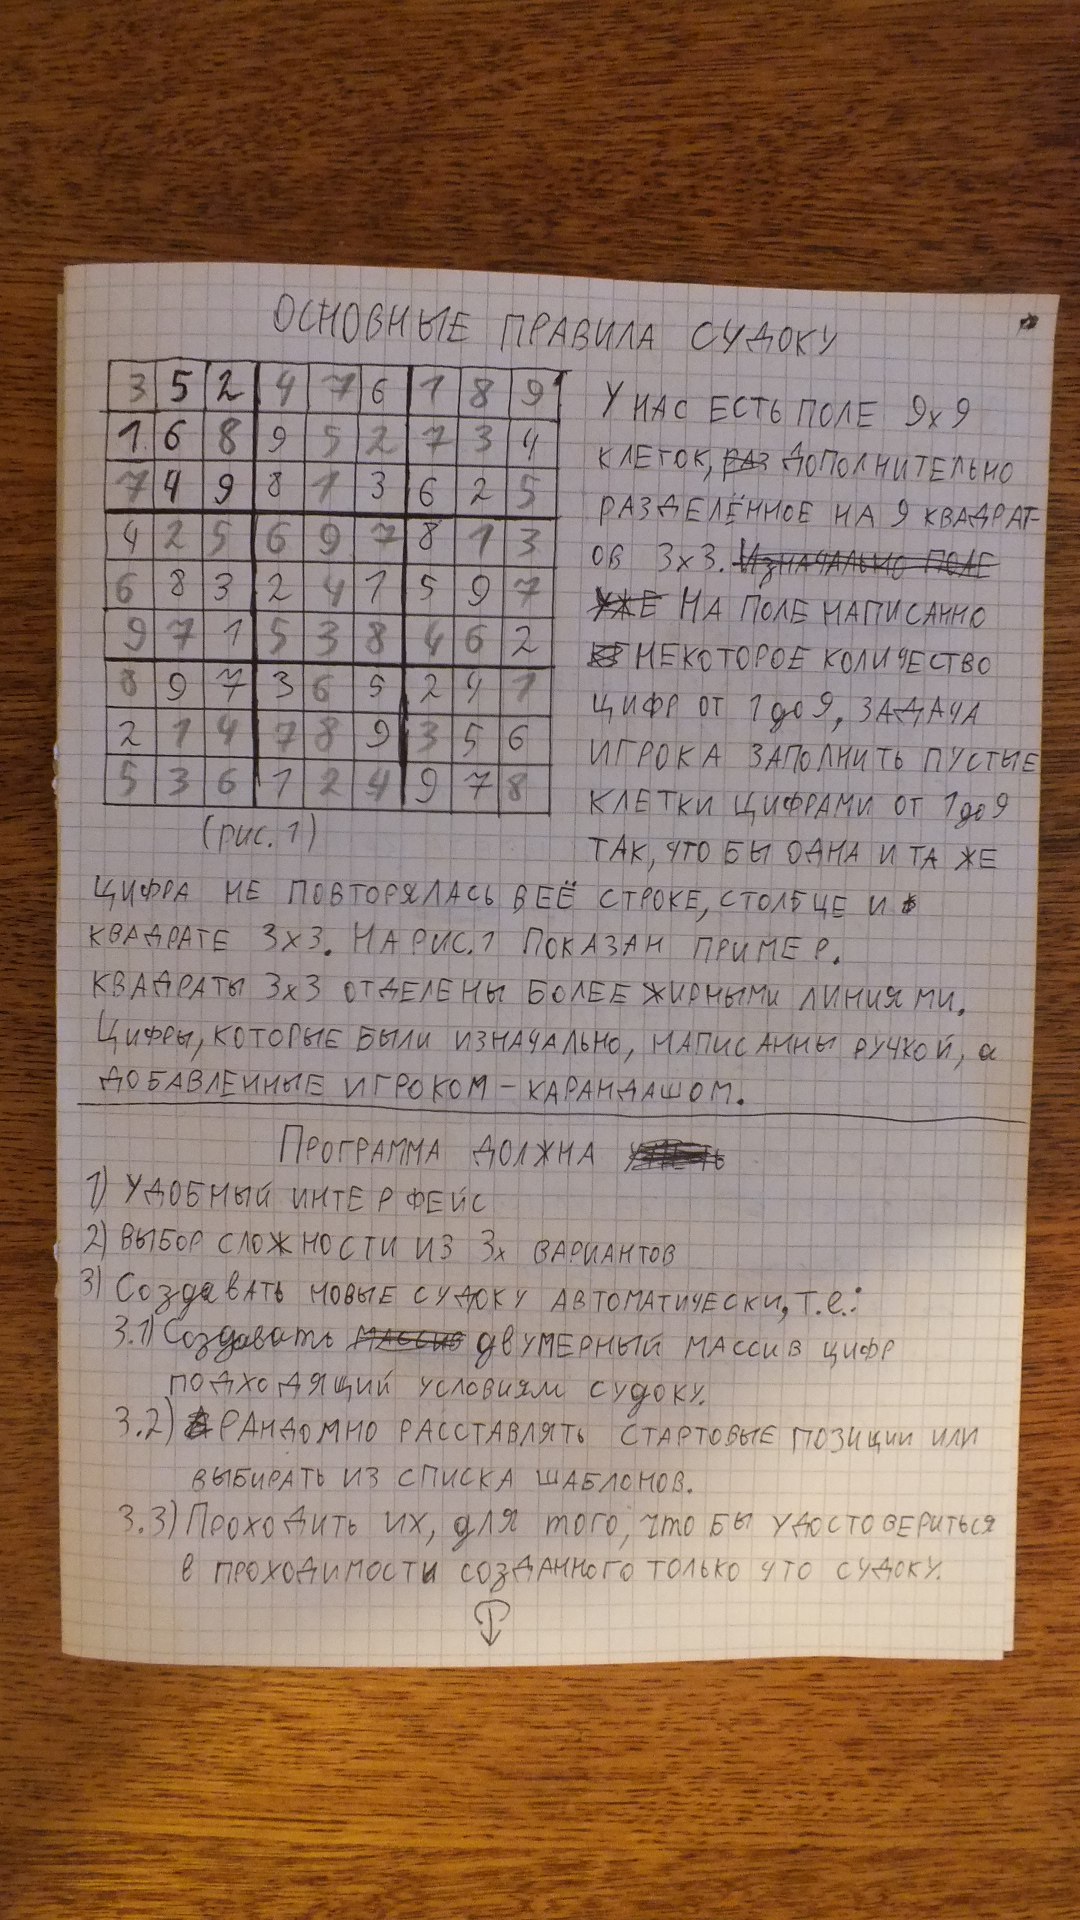 ОСНОВНЫЕ ПРАВИЛА СУДОКУ
3 5 2 4 7 6 1 8 9
1 6 8 9 5 2 7 3 4
7 4 9 8 1 3 6 2 5
4 2 5 6 9 7 8 1 3
6 8 3 2 4 1 5 9 7
9 7 1 5 3 8 4 6 2
8 9 7 3 6 5 2 4 1
2 1 4 7 8 9 3 5 6
5 3 6 1 2 4 9 7 8
(рис. 1)
У НАС ЕСТЬ ПОЛЕ 9х9
КЛЕТОК, РАЗ ДОПОЛНИТЕЛЬНО
РАЗДЕЛЁННОЕ НА 9 КВАДРАТ-
ОВ 3х3. ИЗНАЧАЛЬНО ПОЛЕ
УЖЕ НА ПОЛЕ НАПИСАННО
НЕКОТОРОЕ КОЛИЧЕСТВО
ЦИФР ОТ 1 до 9, ЗАДАЧА
ИГРОКА ЗАПОЛНИТЬ ПУСТЫЕ
КЛЕТКИ ЦИФРАМИ ОТ 1 до 9
ТАК, ЧТО БЫ ОДНА И ТА ЖЕ
ЦИФРА НЕ ПОВТОРЯЛАСЬ В ЕЁ СТРОКЕ, СТОЛБЦЕ И
КВАДРАТЕ 3х3. НА РИС. 1 ПОКАЗАН ПРИМЕР.
КВАДРАТЫ 3х3 ОТДЕЛЕНЫ БОЛЕЕ ЖИРНЫМИ ЛИНИЯМИ.
ЦИФРЫ, КОТОРЫЕ БЫЛИ ИЗНАЧАЛЬНО, НАПИСАННЫ РУЧКОЙ, а
ДОБАВЛЕННЫЕ ИГРОКОМ - КАРАНДАШОМ.
ПРОГРАММА ДОЛЖНА
1) УДОБНЫЙ ИНТЕРФЕЙС
2) ВЫБОР СЛОЖНОСТИ ИЗ 3х ВАРИАНТОВ
3) СоздаВАТЬ НОВЫЕ СУДОКУ АВТОМАТИЧЕСКИ, т.е.:
3.1) Создавать МАССИВ ДВУМЕРНЫЙ МАССИВ ЦИФР
ПОДХОДЯЩИЙ УСЛОВИЯМ СУДОКУ.
3.2) РАНДОМНО РАССТАВЛЯТЬ СТАРТОВЫЕ ПОЗИЦИИ ИЛИ
ВЫБИРАТЬ ИЗ СПИСКА ШАБЛОНОВ.
3.3) ПРОХОДИТЬ ИХ, ДЛЯ ТОГО, ЧТО БЫ УДОСТОВЕРИТЬСЯ
В ПРОХОДИМОСТИ СОЗДАННОГО ТОЛЬКО ЧТО СУДОКУ.